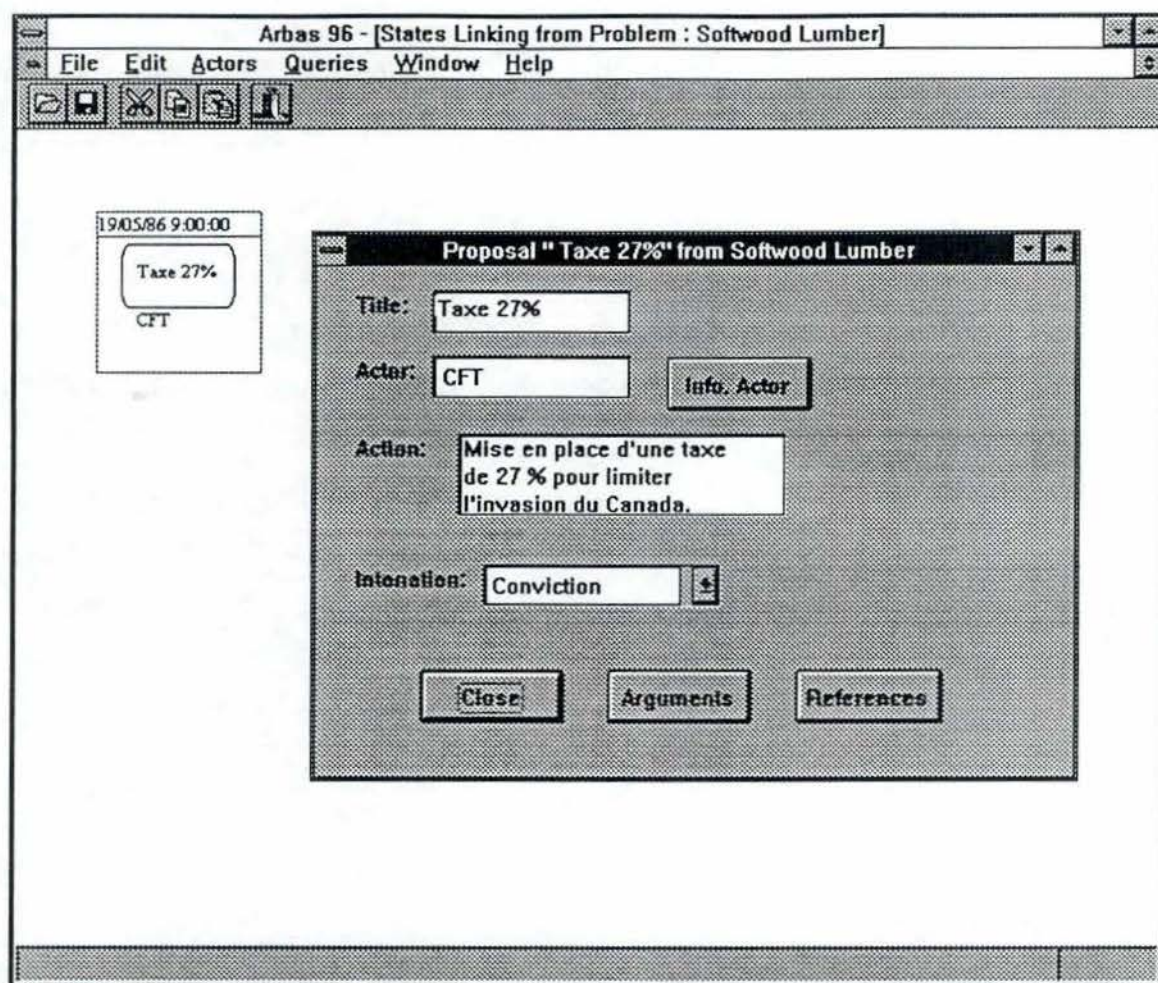 Arbas 96 - [States Linking from Problem : Softwood Lumber]
File Edit Actors Queries Window Help
19/05/86 9:00:00
Taxe 27%
CFT
Proposal " Taxe 27%" from Softwood Lumber
Title: Taxe 27%
Actor: CFT Info. Actor
Action: Mise en place d'une taxe
de 27 % pour limiter
l'invasion du Canada.
Intonation: Conviction
Close Arguments References